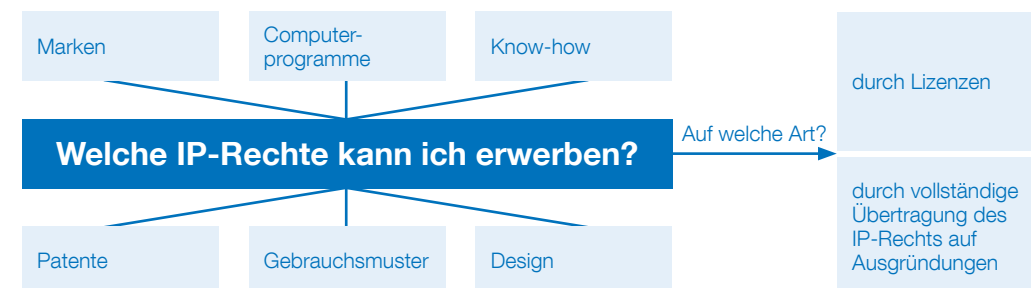 Marken
Computer-
programme
Know-how
Welche IP-Rechte kann ich erwerben?
Auf welche Art?
durch Lizenzen
durch vollständige
Übertragung des
IP-Rechts auf
Ausgründungen
Patente
Gebrauchsmuster
Design